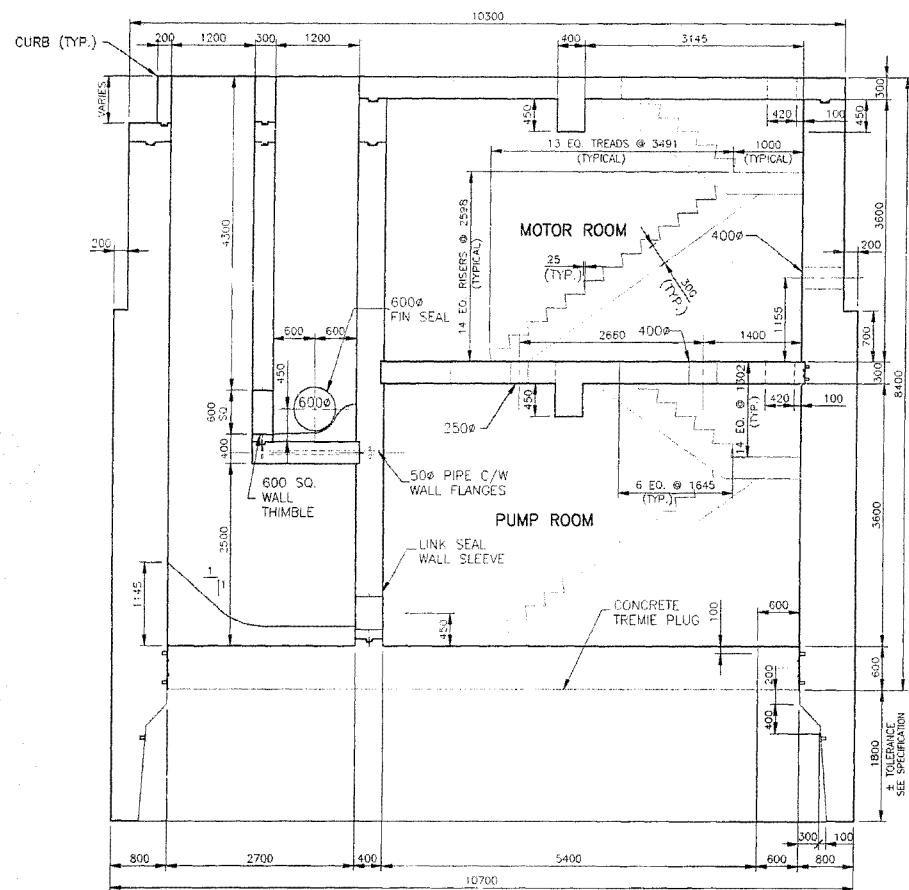 10300
CURB (TYP.)
200
1200
300
1200
400
3145
VARIES
300
450
420
100
450
13 EQ. TREADS @ 3491
(TYPICAL)
1000
(TYPICAL)
4300
14 EQ. RISERS @ 2598
(TYPICAL)
MOTOR ROOM
400ø
3600
200
25
(TYP.)
300
(TYP.)
200
600ø
FIN SEAL
1155
600
600
2660
400ø
1400
700
450
300
8400
600
SQ
600ø
450
250ø
14 EQ. @ 1302
(TYP.)
420
100
400
600 SQ.
WALL
THIMBLE
50ø PIPE C/W
WALL FLANGES
6 EQ. @ 1645
(TYP.)
3600
PUMP ROOM
2500
LINK SEAL
WALL SLEEVE
1
1
1145
CONCRETE
TREMIE PLUG
450
100
600
600
200
400
1800
± TOLERANCE
SEE SPECIFICATION
300
100
800
2700
400
5400
600
800
10700